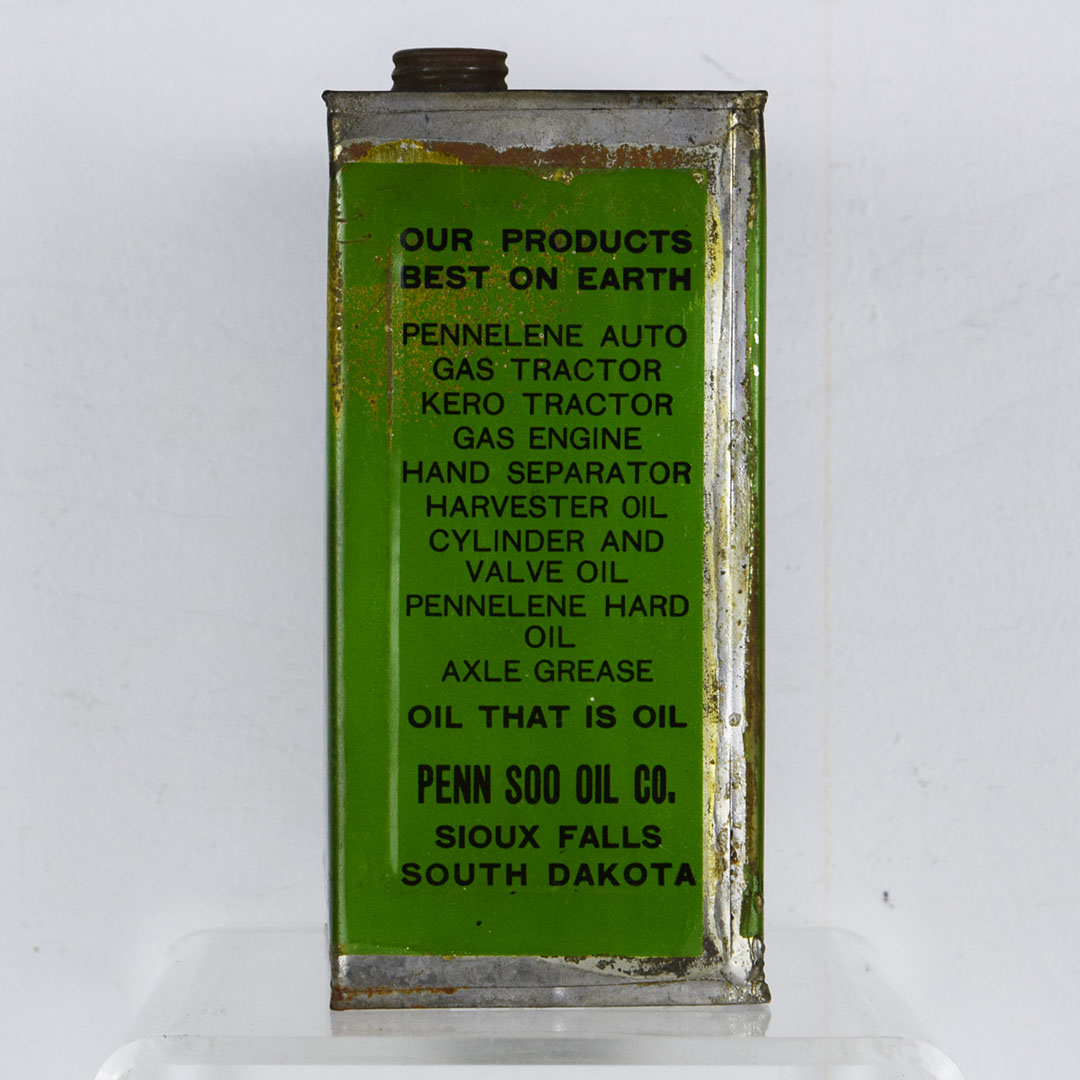 OUR PRODUCTS
BEST ON EARTH
PENNELENE AUTO
GAS TRACTOR
KERO TRACTOR
GAS ENGINE
HAND SEPARATOR
HARVESTER OIL
CYLINDER AND
VALVE OIL
PENNELENE HARD
OIL
AXLE GREASE
OIL THAT IS OIL
PENN SOO OIL CO.
SIOUX FALLS
SOUTH DAKOTA